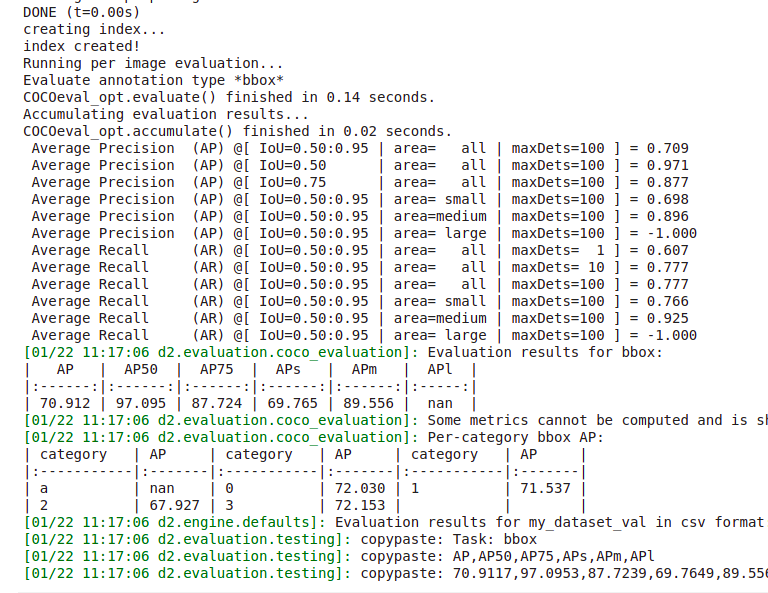 DONE (t=0.00s)
creating index...
index created!
Running per image evaluation...
Evaluate annotation type *bbox*
COCOeval_opt.evaluate() finished in 0.14 seconds.
Accumulating evaluation results...
COCOeval_opt.accumulate() finished in 0.02 seconds.
 Average Precision  (AP) @[ IoU=0.50:0.95 | area=   all | maxDets=100 ] = 0.709
 Average Precision  (AP) @[ IoU=0.50      | area=   all | maxDets=100 ] = 0.971
 Average Precision  (AP) @[ IoU=0.75      | area=   all | maxDets=100 ] = 0.877
 Average Precision  (AP) @[ IoU=0.50:0.95 | area= small | maxDets=100 ] = 0.698
 Average Precision  (AP) @[ IoU=0.50:0.95 | area=medium | maxDets=100 ] = 0.896
 Average Precision  (AP) @[ IoU=0.50:0.95 | area= large | maxDets=100 ] = -1.000
 Average Recall     (AR) @[ IoU=0.50:0.95 | area=   all | maxDets=  1 ] = 0.607
 Average Recall     (AR) @[ IoU=0.50:0.95 | area=   all | maxDets= 10 ] = 0.777
 Average Recall     (AR) @[ IoU=0.50:0.95 | area=   all | maxDets=100 ] = 0.777
 Average Recall     (AR) @[ IoU=0.50:0.95 | area= small | maxDets=100 ] = 0.766
 Average Recall     (AR) @[ IoU=0.50:0.95 | area=medium | maxDets=100 ] = 0.925
 Average Recall     (AR) @[ IoU=0.50:0.95 | area= large | maxDets=100 ] = -1.000
[01/22 11:17:06 d2.evaluation.coco_evaluation]: Evaluation results for bbox:
|   AP   |  AP50  |  AP75  |  APs   |  APm   |  APl  |
|:------:|:------:|:------:|:------:|:------:|:-----:|
| 70.912 | 97.095 | 87.724 | 69.765 | 89.556 |  nan  |
[01/22 11:17:06 d2.evaluation.coco_evaluation]: Some metrics cannot be computed and is
[01/22 11:17:06 d2.evaluation.coco_evaluation]: Per-category bbox AP:
| category   | AP     | category   | AP     | category   | AP     |
|:-----------|:-------|:-----------|:-------|:-----------|:-------|
| a          | nan    | 0          | 72.030 | 1          | 71.537 |
| 2          | 67.927 | 3          | 72.153 |            |        |
[01/22 11:17:06 d2.engine.defaults]: Evaluation results for my_dataset_val in csv format
[01/22 11:17:06 d2.evaluation.testing]: copypaste: Task: bbox
[01/22 11:17:06 d2.evaluation.testing]: copypaste: AP,AP50,AP75,APs,APm,APl
[01/22 11:17:06 d2.evaluation.testing]: copypaste: 70.9117,97.0953,87.7239,69.7649,89.556